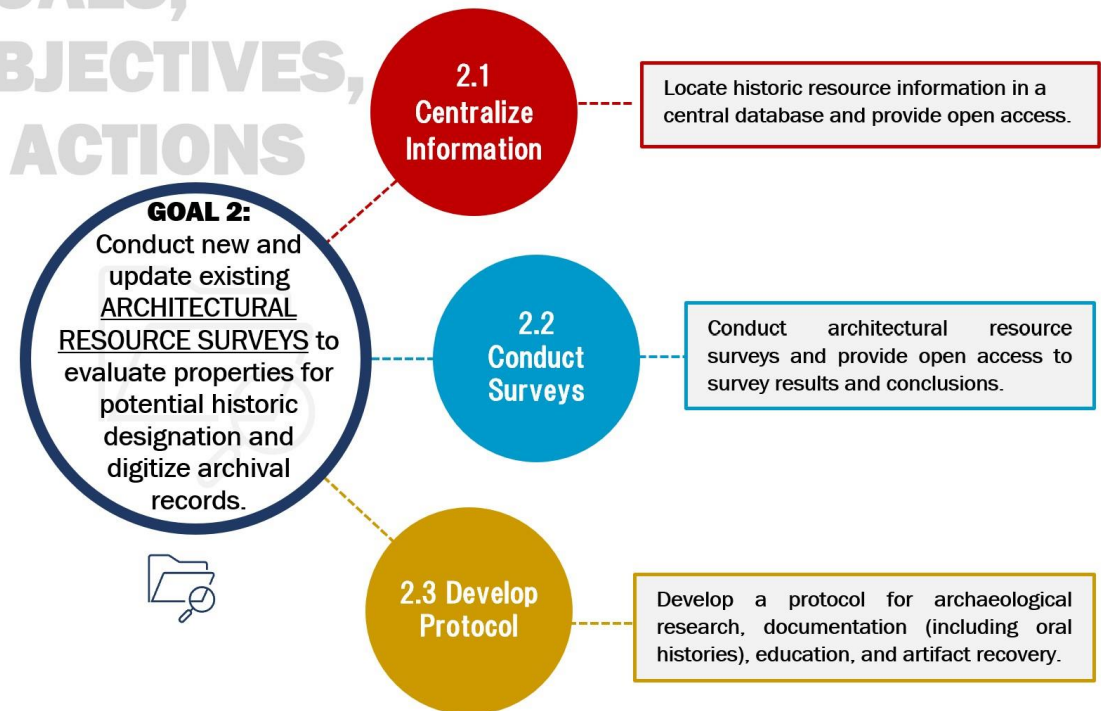 BJECTIVES,
ACTIONS
GOAL 2:
Conduct new and
update existing
ARCHITECTURAL
RESOURCE SURVEYS to
evaluate properties for
potential historic
designation and
digitize archival
records.
2.1
Centralize
Information
Locate historic resource information in a
central database and provide open access.
2.2
Conduct
Surveys
Conduct architectural resource
surveys and provide open access to
survey results and conclusions.
2.3 Develop
Protocol
Develop a protocol for archaeological
research, documentation (including oral
histories), education, and artifact recovery.